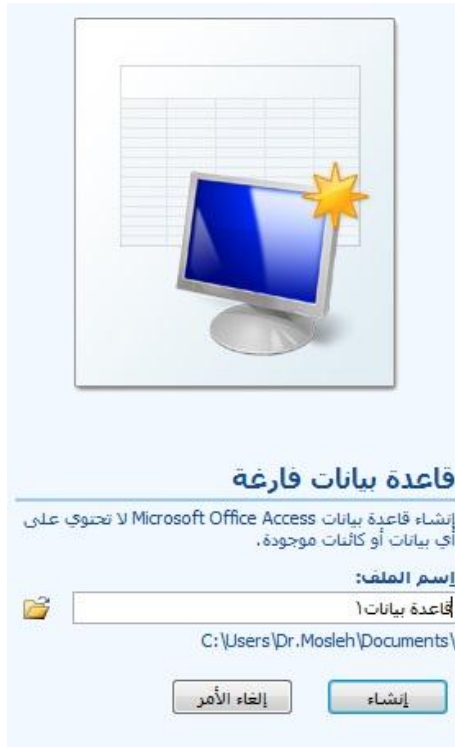 قاعدة بيانات فارغة
إنشاء قاعدة بيانات Microsoft Office Access لا تحتوي على
أي بيانات أو كائنات موجودة.
إسم الملف:
قاعدة بيانات١
C:\Users\Dr.Mosleh\Documents\
إنشاء
إلغاء الأمر